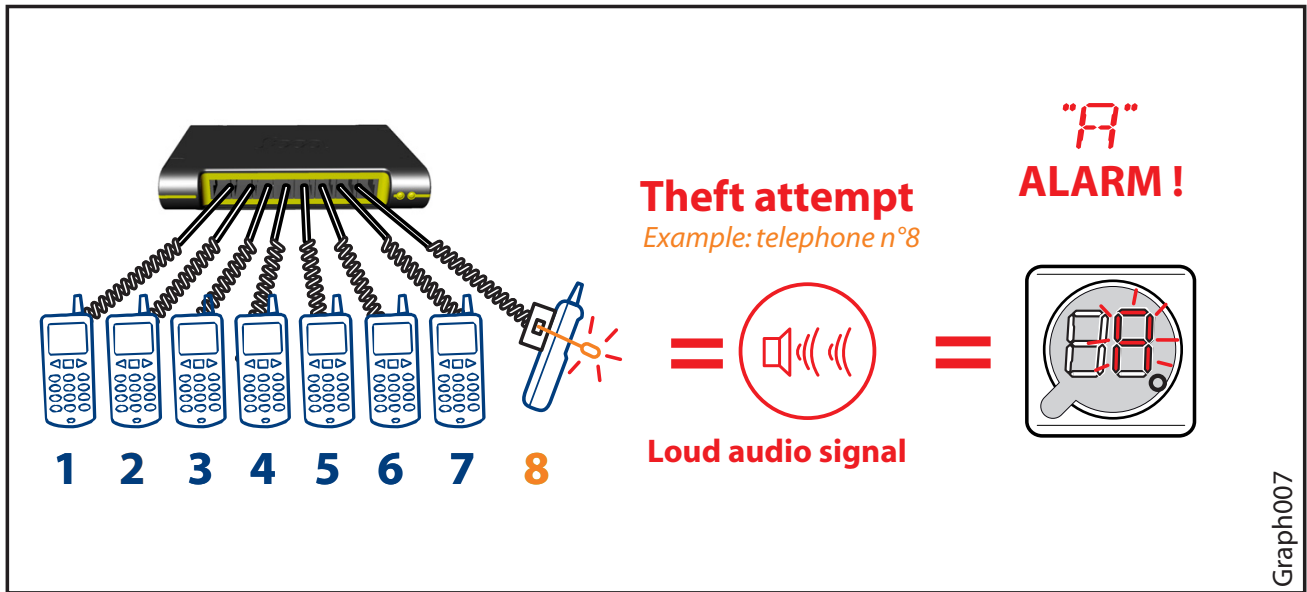 "A"
ALARM !
Theft attempt
Example: telephone n°8
Loud audio signal
A
1 2 3 4 5 6 7 8
Graph007